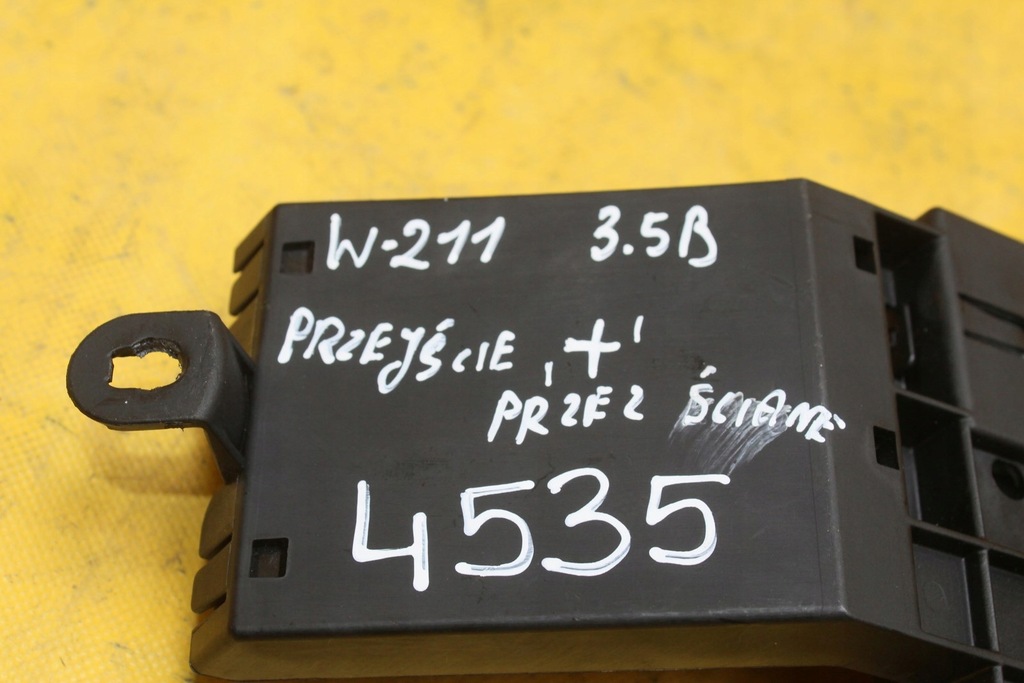 W-211 3.5B
PRZEJŚCIE ,+'
PRZEZ ŚCIANĘ
4535